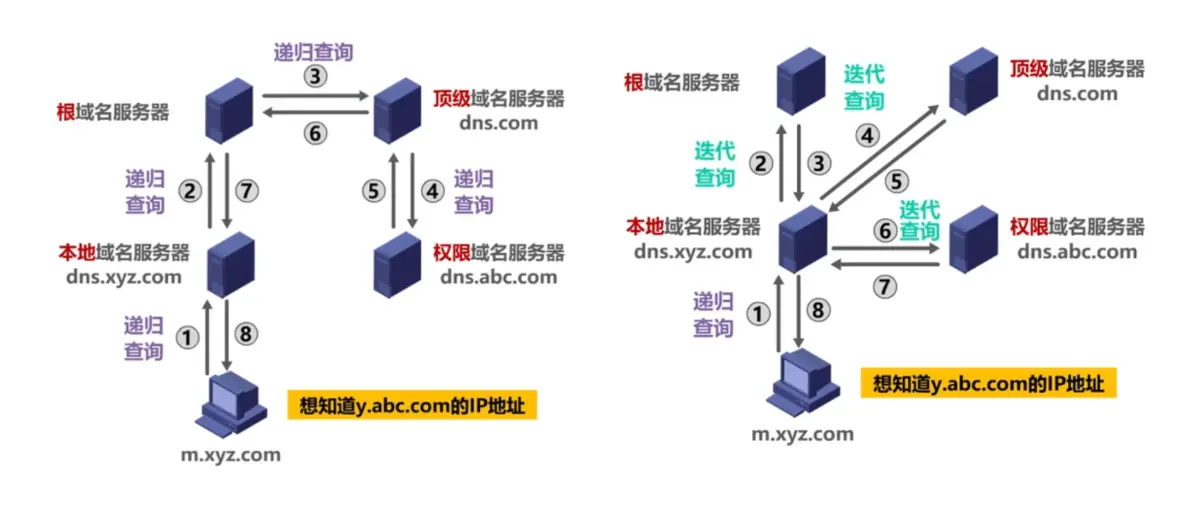 递归查询
③
根域名服务器
顶级域名服务器
dns.com
⑥
递归
查询
②
⑦
⑤
④
递归
查询
本地域名服务器
dns.xyz.com
权限域名服务器
dns.abc.com
递归
查询
①
⑧
想知道y.abc.com的IP地址
m.xyz.com
根域名服务器
迭代
查询
顶级域名服务器
dns.com
④
迭代
查询
②
③
⑤
本地域名服务器
dns.xyz.com
⑥
迭代
查询
权限域名服务器
dns.abc.com
⑦
递归
查询
①
⑧
想知道y.abc.com的IP地址
m.xyz.com